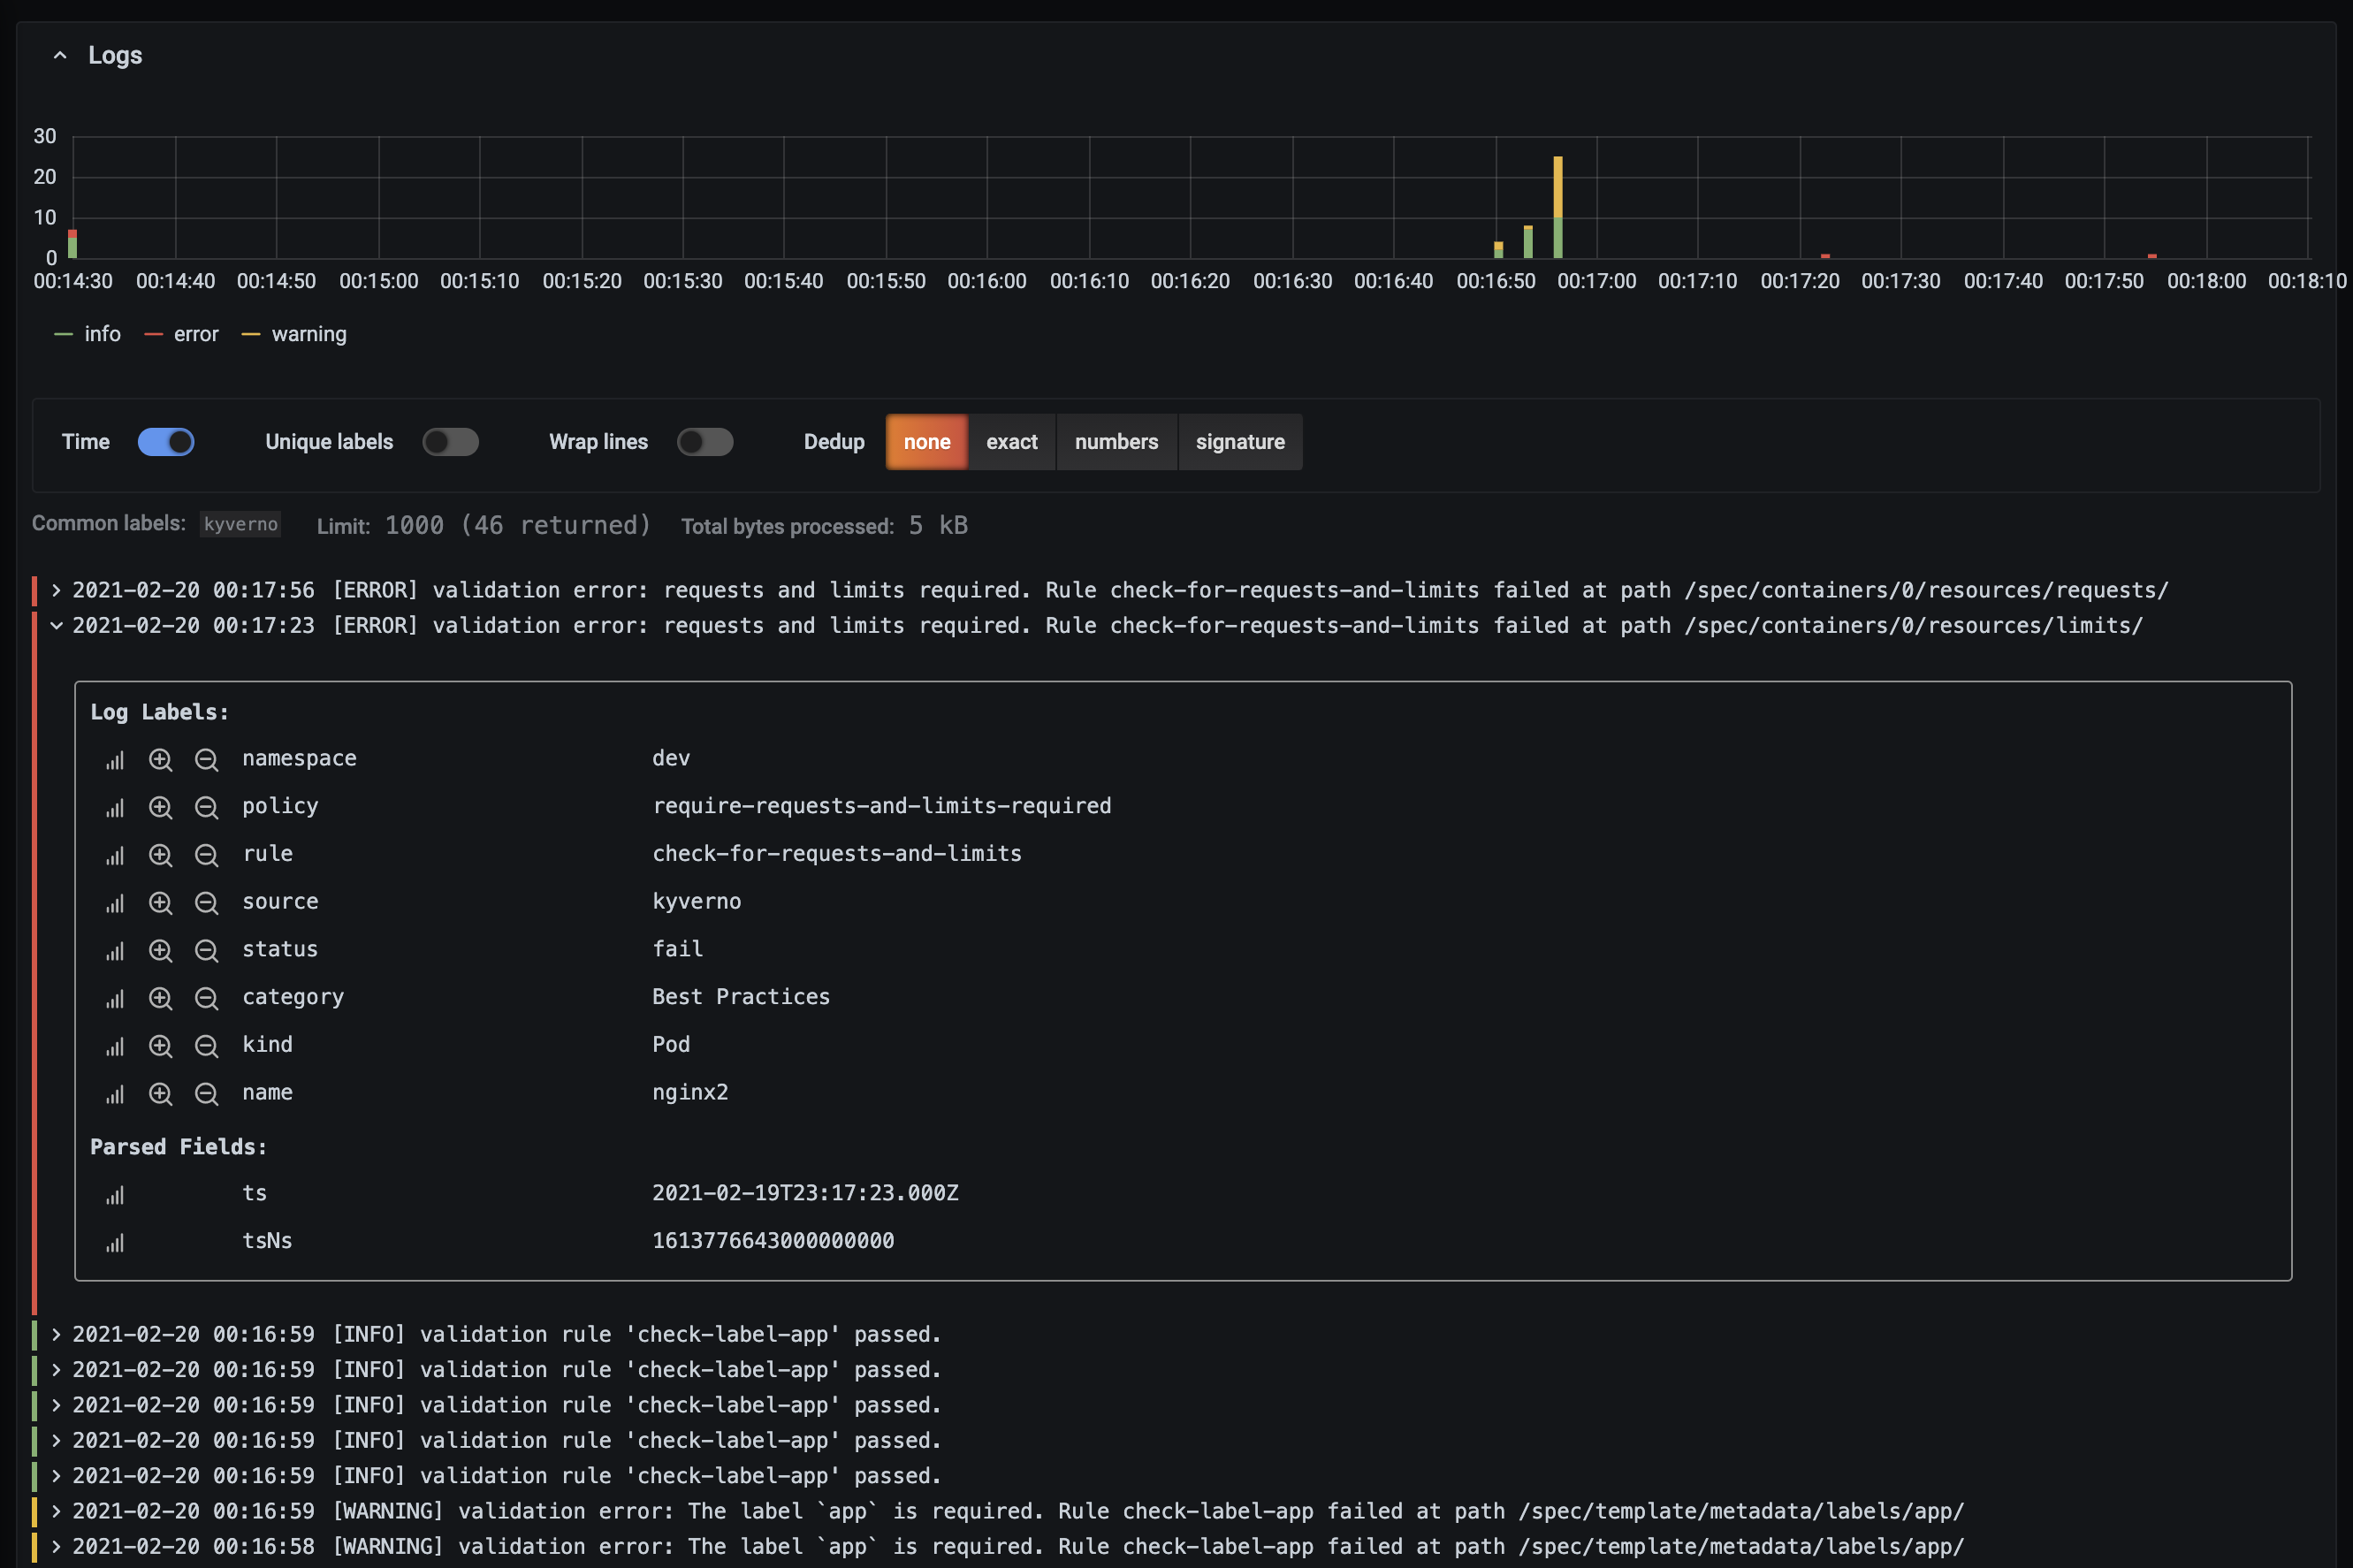 Logs
30
20
10
0
00:14:30 00:14:40 00:14:50 00:15:00 00:15:10 00:15:20 00:15:30 00:15:40 00:15:50 00:16:00 00:16:10 00:16:20 00:16:30 00:16:40 00:16:50 00:17:00 00:17:10 00:17:20 00:17:30 00:17:40 00:17:50 00:18:00 00:18:10
info error warning
Time Unique labels Wrap lines Dedup none exact numbers signature
Common labels: kyverno Limit: 1000 (46 returned) Total bytes processed: 5 kB
2021-02-20 00:17:56 [ERROR] validation error: requests and limits required. Rule check-for-requests-and-limits failed at path /spec/containers/0/resources/requests/
2021-02-20 00:17:23 [ERROR] validation error: requests and limits required. Rule check-for-requests-and-limits failed at path /spec/containers/0/resources/limits/
Log Labels:
namespace dev
policy require-requests-and-limits-required
rule check-for-requests-and-limits
source kyverno
status fail
category Best Practices
kind Pod
name nginx2
Parsed Fields:
ts 2021-02-19T23:17:23.000Z
tsNs 1613776643000000000
2021-02-20 00:16:59 [INFO] validation rule 'check-label-app' passed.
2021-02-20 00:16:59 [INFO] validation rule 'check-label-app' passed.
2021-02-20 00:16:59 [INFO] validation rule 'check-label-app' passed.
2021-02-20 00:16:59 [INFO] validation rule 'check-label-app' passed.
2021-02-20 00:16:59 [INFO] validation rule 'check-label-app' passed.
2021-02-20 00:16:59 [WARNING] validation error: The label `app` is required. Rule check-label-app failed at path /spec/template/metadata/labels/app/
2021-02-20 00:16:58 [WARNING] validation error: The label `app` is required. Rule check-label-app failed at path /spec/template/metadata/labels/app/